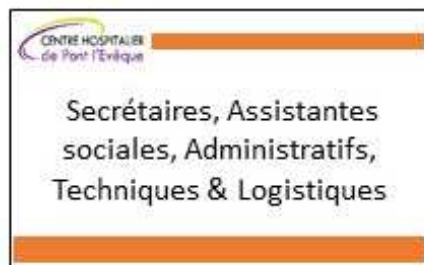 CENTRE HOSPITALIER
de Pont l'Evêque
Secrétaires, Assistantes
sociales, Administratifs,
Techniques & Logistiques